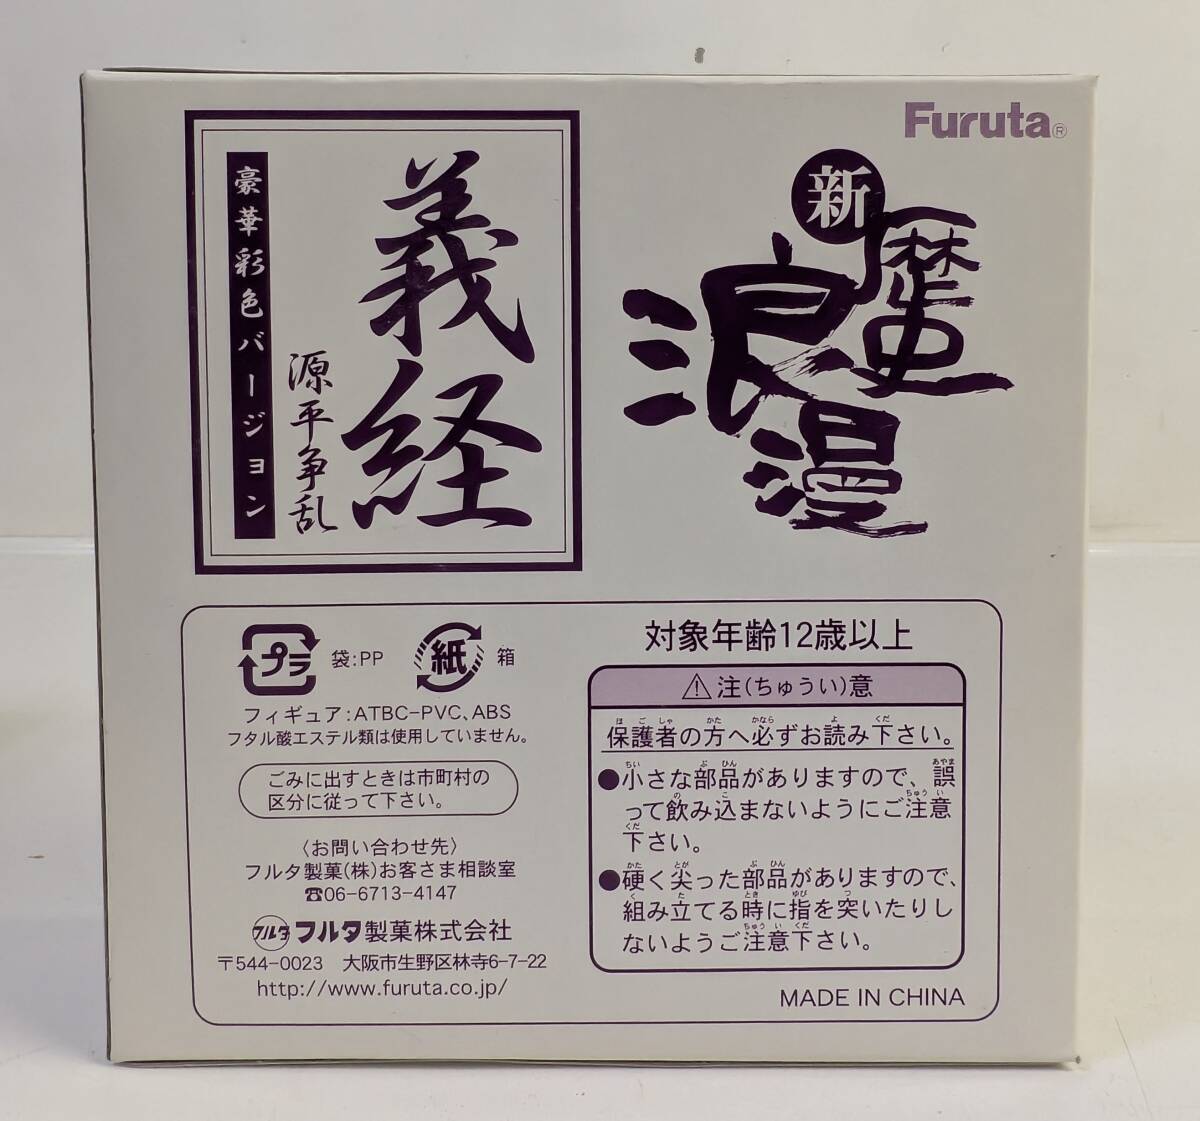 Furuta®
新
歴史
浪漫
義経
源平争乱
豪華彩色バージョン
プラ
袋:PP
紙
箱
フィギュア:ATBC-PVC、ABS
フタル酸エステル類は使用していません。
ごみに出すときは市町村の
区分に従って下さい。
〈お問い合わせ先〉
フルタ製菓(株)お客さま相談室
☎06-6713-4147
フルタ フルタ製菓株式会社
〒544-0023 大阪市生野区林寺6-7-22
http://www.furuta.co.jp/
対象年齢12歳以上
⚠注(ちゅうい)意
保護者の方へ必ずお読み下さい。
●小さな部品がありますので、誤
って飲み込まないようにご注意
下さい。
●硬く尖った部品がありますので、
組み立てる時に指を突いたりし
ないようご注意下さい。
MADE IN CHINA